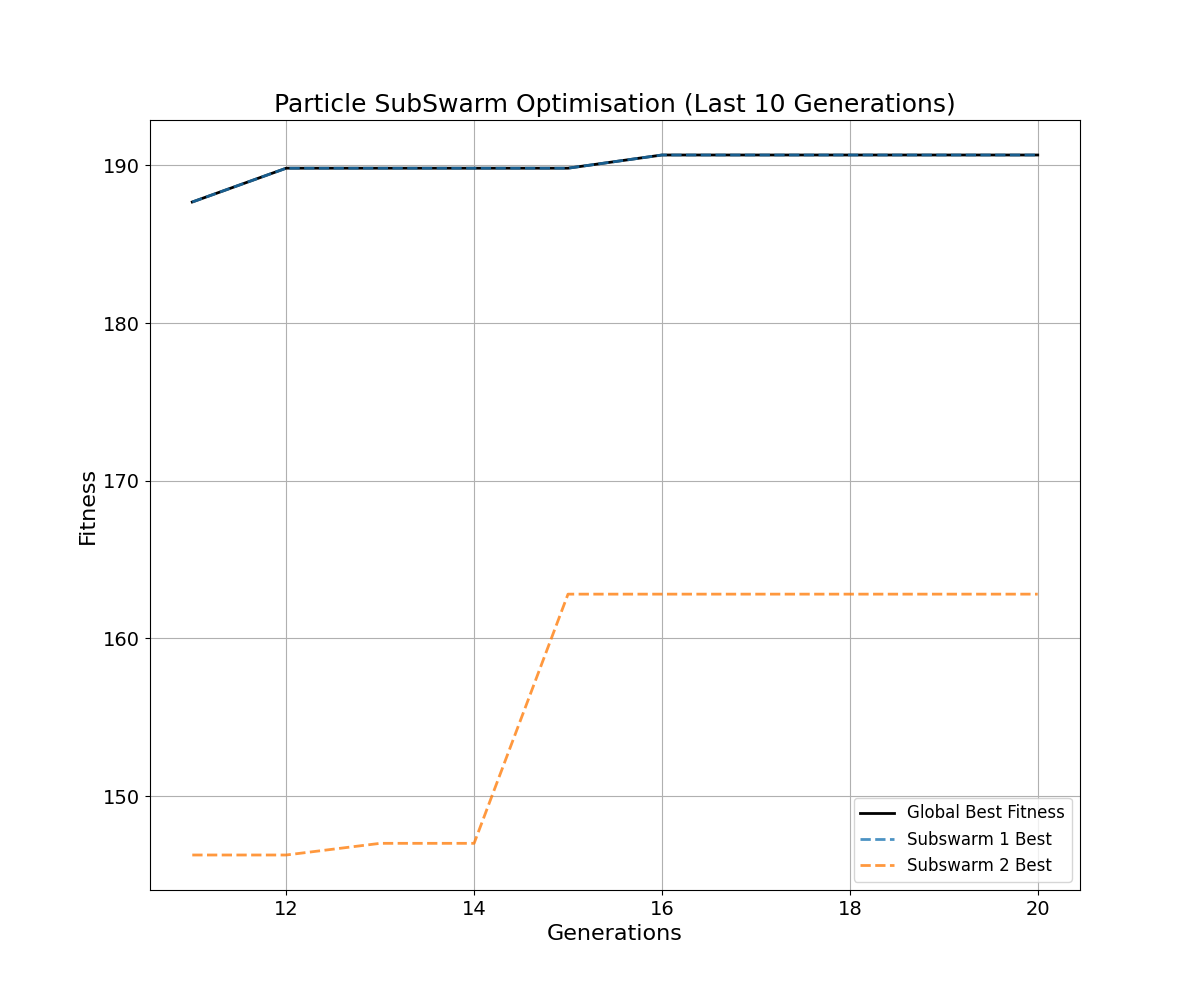 Particle SubSwarm Optimisation (Last 10 Generations)
190
180
170
160
150
Fitness
12
14
16
18
20
Generations
Global Best Fitness
Subswarm 1 Best
Subswarm 2 Best